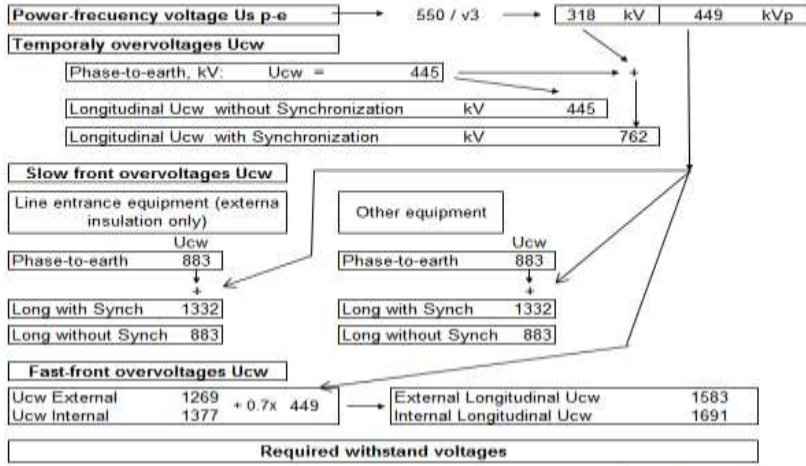 Power-frecuency voltage Us p-e 550 / v3 318 kV 449 kVp
Temporaly overvoltages Ucw
Phase-to-earth, kV: Ucw = 445 +
Longitudinal Ucw without Synchronization kV 445
Longitudinal Ucw with Synchronization kV 762
Slow front overvoltages Ucw
Line entrance equipment (externa
insulation only)
Other equipment
Ucw Ucw
Phase-to-earth 883 Phase-to-earth 883
+ +
Long with Synch 1332 Long with Synch 1332
Long without Synch 883 Long without Synch 883
Fast-front overvoltages Ucw
Ucw External 1269 + 0.7x 449 External Longitudinal Ucw 1583
Ucw Internal 1377 Internal Longitudinal Ucw 1691
Required withstand voltages